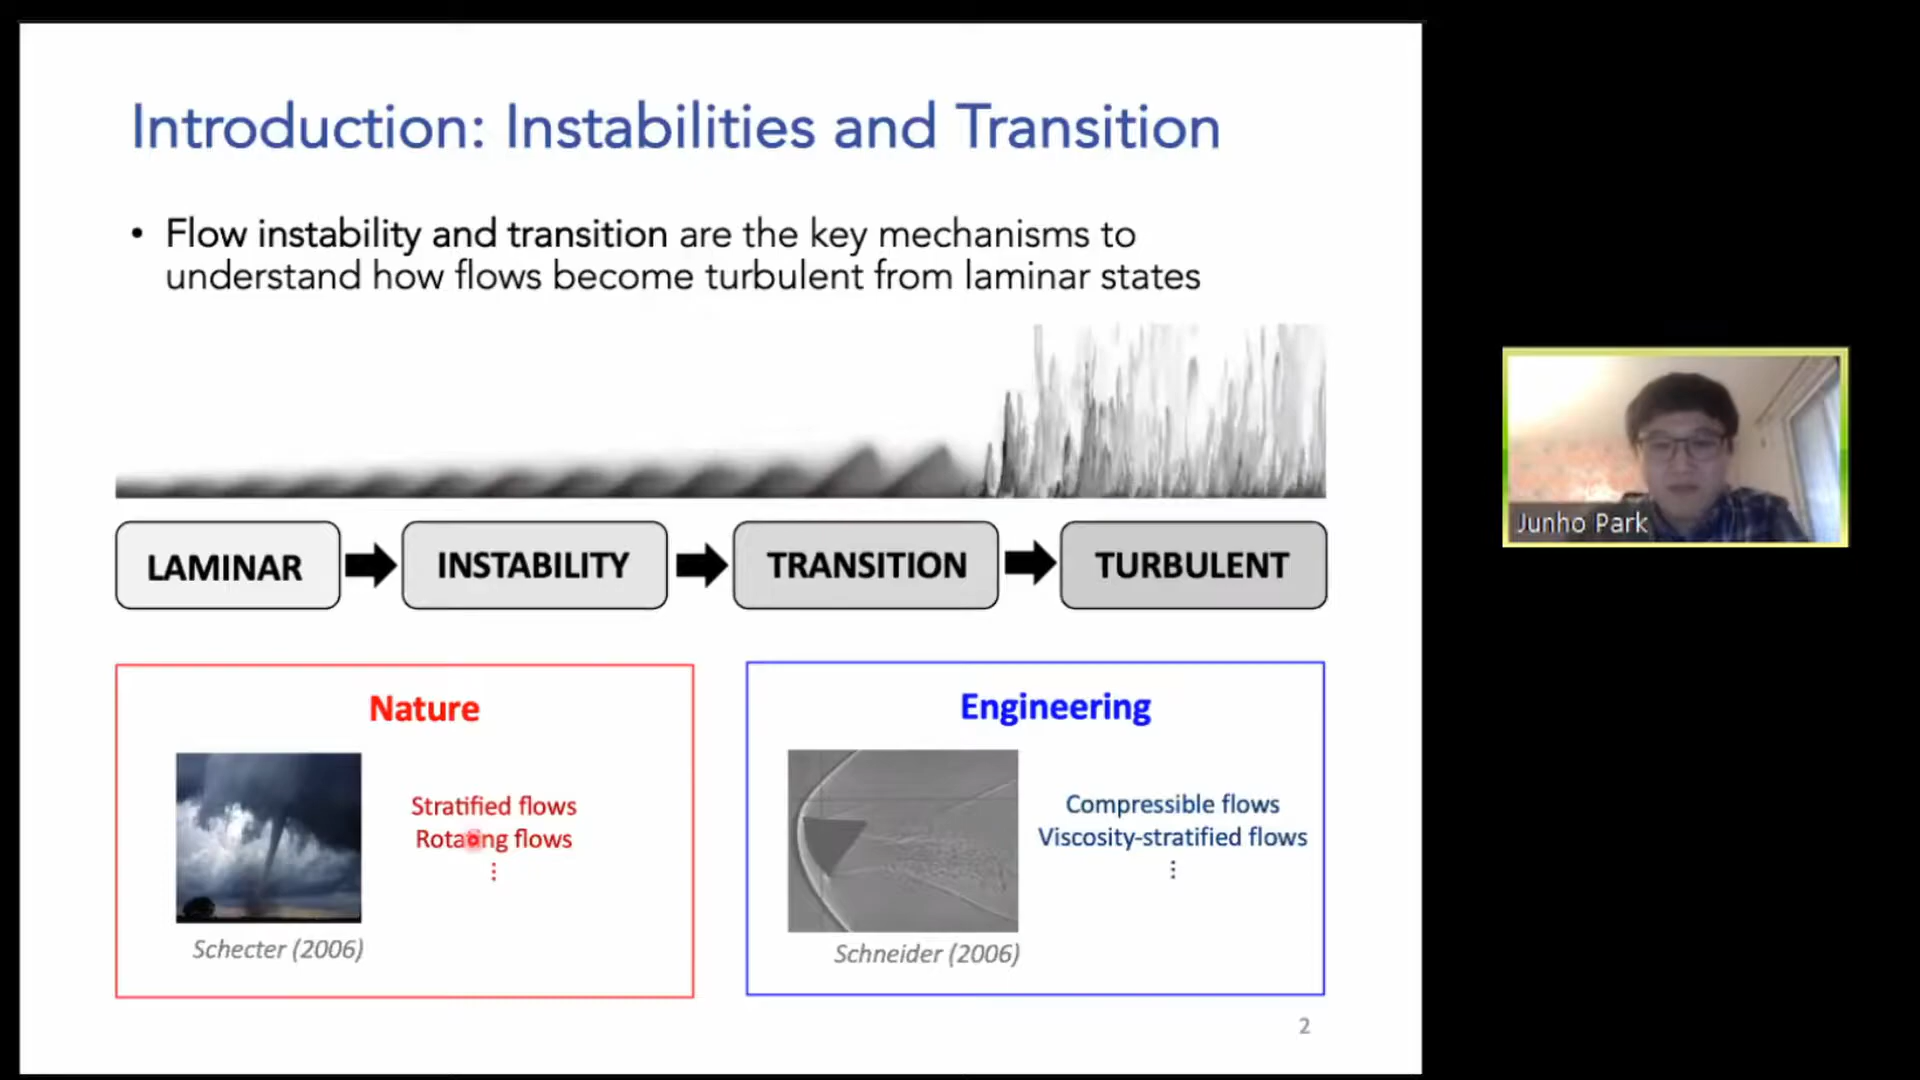 Introduction: Instabilities and Transition
• Flow instability and transition are the key mechanisms to
understand how flows become turbulent from laminar states
LAMINAR
INSTABILITY
TRANSITION
TURBULENT
Nature
Stratified flows
Rotating flows
⋮
Schecter (2006)
Engineering
Compressible flows
Viscosity-stratified flows
⋮
Schneider (2006)
2
Junho Park